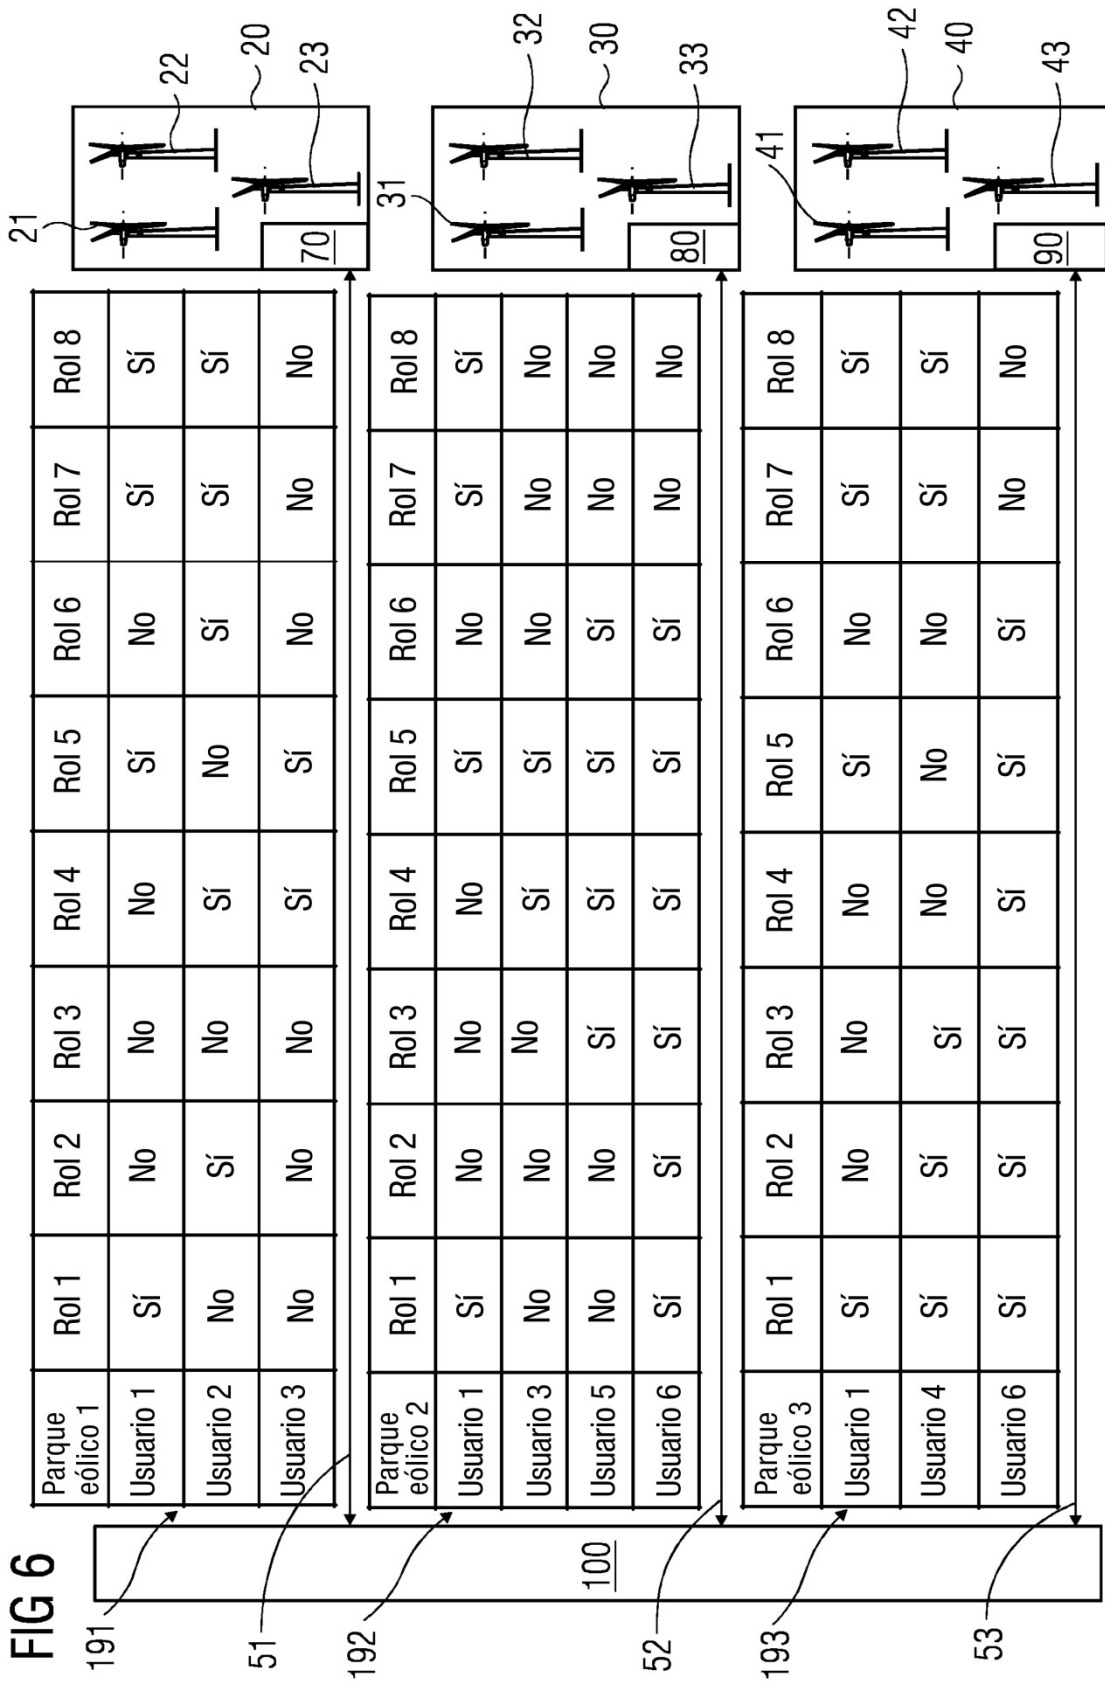 FIG 6
191
Parque eólico 1 Rol 1 Rol 2 Rol 3 Rol 4 Rol 5 Rol 6 Rol 7 Rol 8
Usuario 1 Sí No No No Sí No Sí Sí
Usuario 2 No Sí No Sí No Sí Sí Sí
Usuario 3 No No No Sí Sí No No No
51
21
22
20
23
70
100
192
Parque eólico 2 Rol 1 Rol 2 Rol 3 Rol 4 Rol 5 Rol 6 Rol 7 Rol 8
Usuario 1 Sí No No No Sí No Sí Sí
Usuario 3 No No No Sí Sí No No No
Usuario 5 No No Sí Sí Sí Sí No No
Usuario 6 Sí Sí Sí Sí Sí Sí No No
52
31
32
30
33
80
193
Parque eólico 3 Rol 1 Rol 2 Rol 3 Rol 4 Rol 5 Rol 6 Rol 7 Rol 8
Usuario 1 Sí No No No Sí No Sí Sí
Usuario 4 Sí Sí Sí No No No Sí Sí
Usuario 6 Sí Sí Sí Sí Sí Sí No No
53
41
42
40
43
90